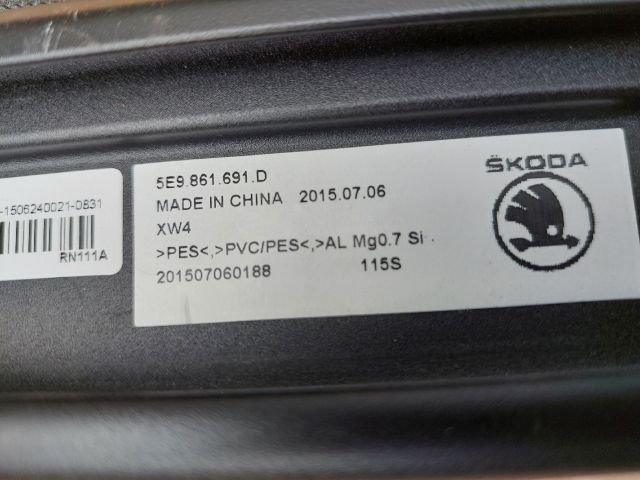 -1506240021-0831
RN111A
5E9.861.691.D
MADE IN CHINA 2015.07.06
XW4
>PES<,>PVC/PES<,>AL Mg0.7 Si
201507060188 115S
ŠKODA